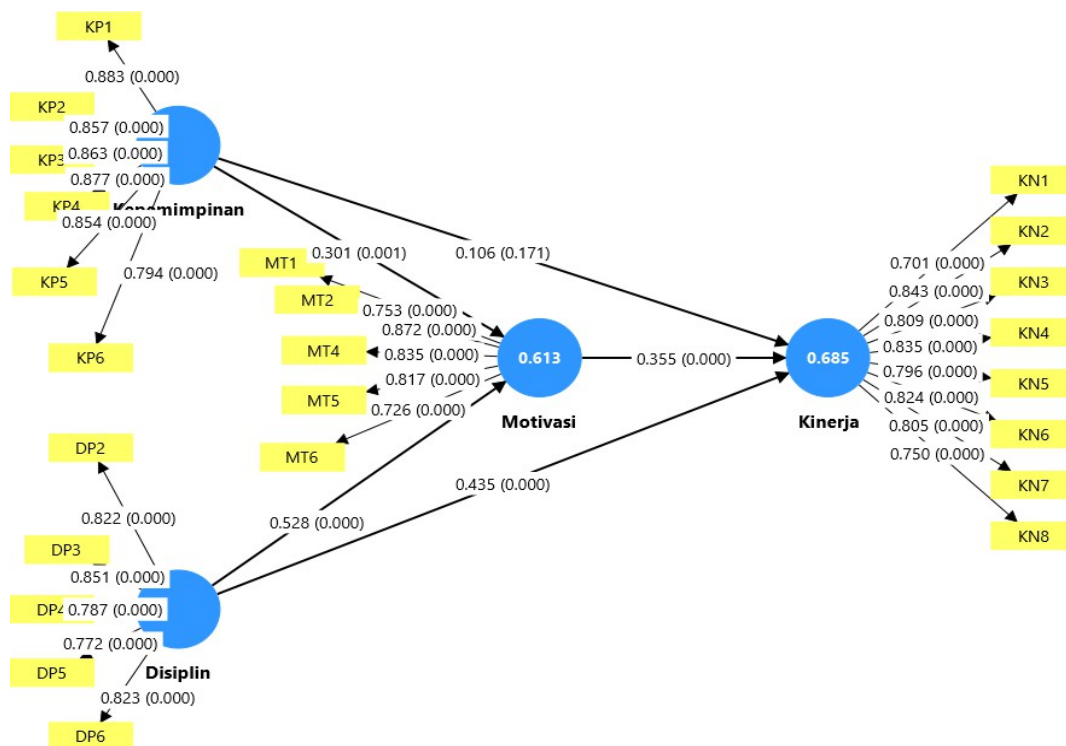 KP1
0.883 (0.000)
KP2
0.857 (0.000)
KP3
0.863 (0.000)
0.877 (0.000)
KP4
Kepemimpinan
0.854 (0.000)
KP5
0.794 (0.000)
KP6
0.301 (0.001)
0.106 (0.171)
MT1
0.753 (0.000)
MT2
0.872 (0.000)
MT4
0.835 (0.000)
0.817 (0.000)
MT5
0.726 (0.000)
MT6
0.613
Motivasi
0.355 (0.000)
0.685
Kinerja
KN1
0.701 (0.000)
KN2
0.843 (0.000)
KN3
0.809 (0.000)
KN4
0.835 (0.000)
0.796 (0.000)
KN5
0.824 (0.000)
KN6
0.805 (0.000)
0.750 (0.000)
KN7
KN8
0.435 (0.000)
0.528 (0.000)
DP2
0.822 (0.000)
DP3
0.851 (0.000)
DP4
0.787 (0.000)
0.772 (0.000)
DP5
Disiplin
0.823 (0.000)
DP6